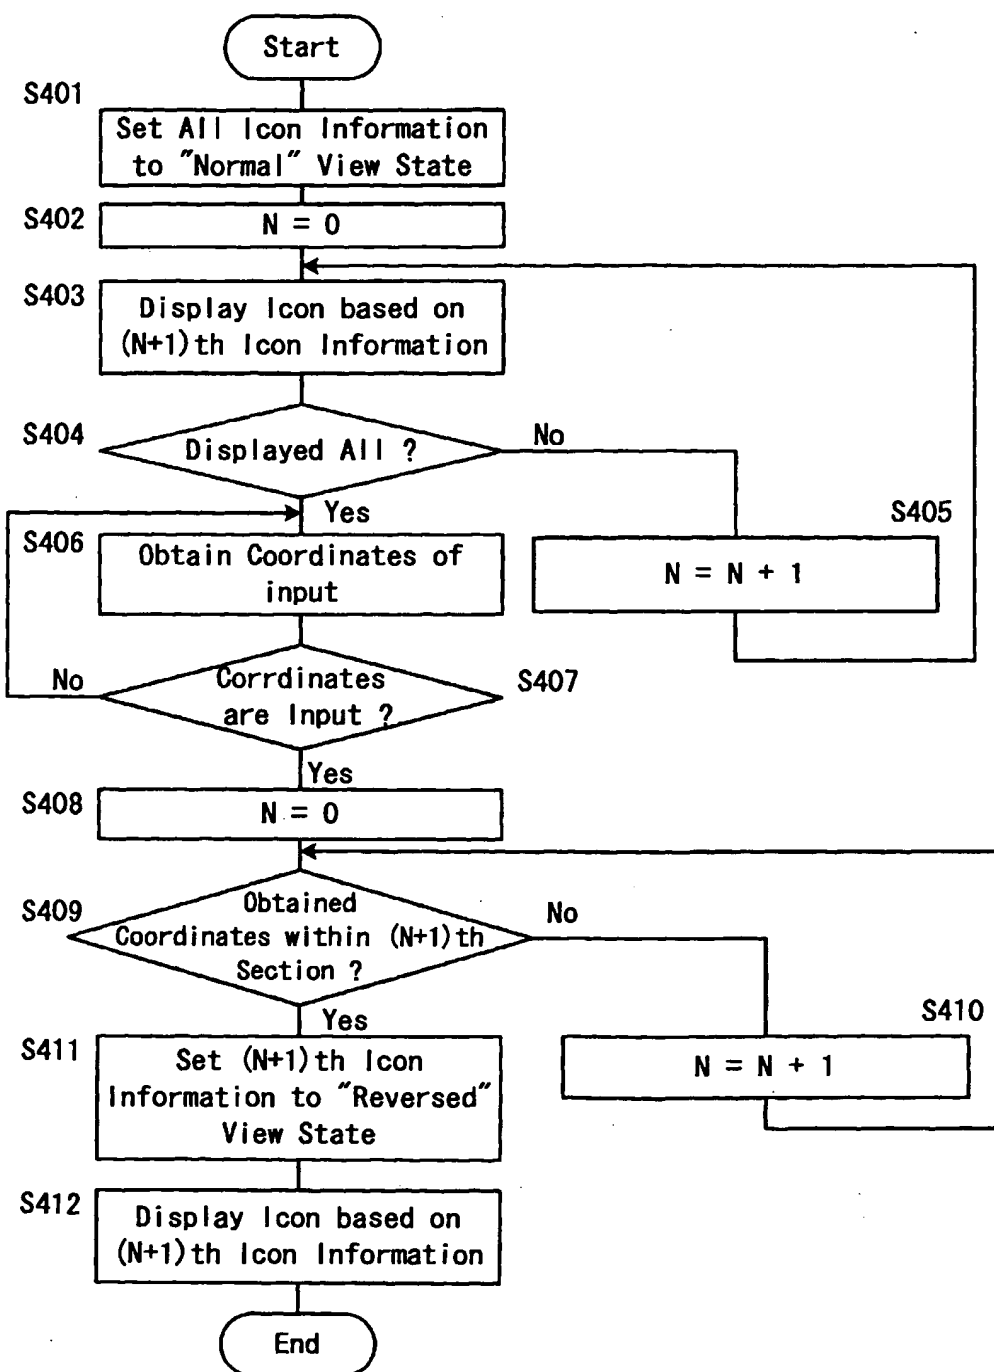 Start
S401
Set All Icon Information
to "Normal" View State
S402
N = 0
S403
Display Icon based on
(N+1)th Icon Information
S404
Displayed All ?
No
Yes
S405
N = N + 1
S406
Obtain Coordinates of
input
No
Corrdinates
are Input ?
S407
Yes
S408
N = 0
S409
Obtained
Coordinates within (N+1)th
Section ?
No
Yes
S410
N = N + 1
S411
Set (N+1)th Icon
Information to "Reversed"
View State
S412
Display Icon based on
(N+1)th Icon Information
End